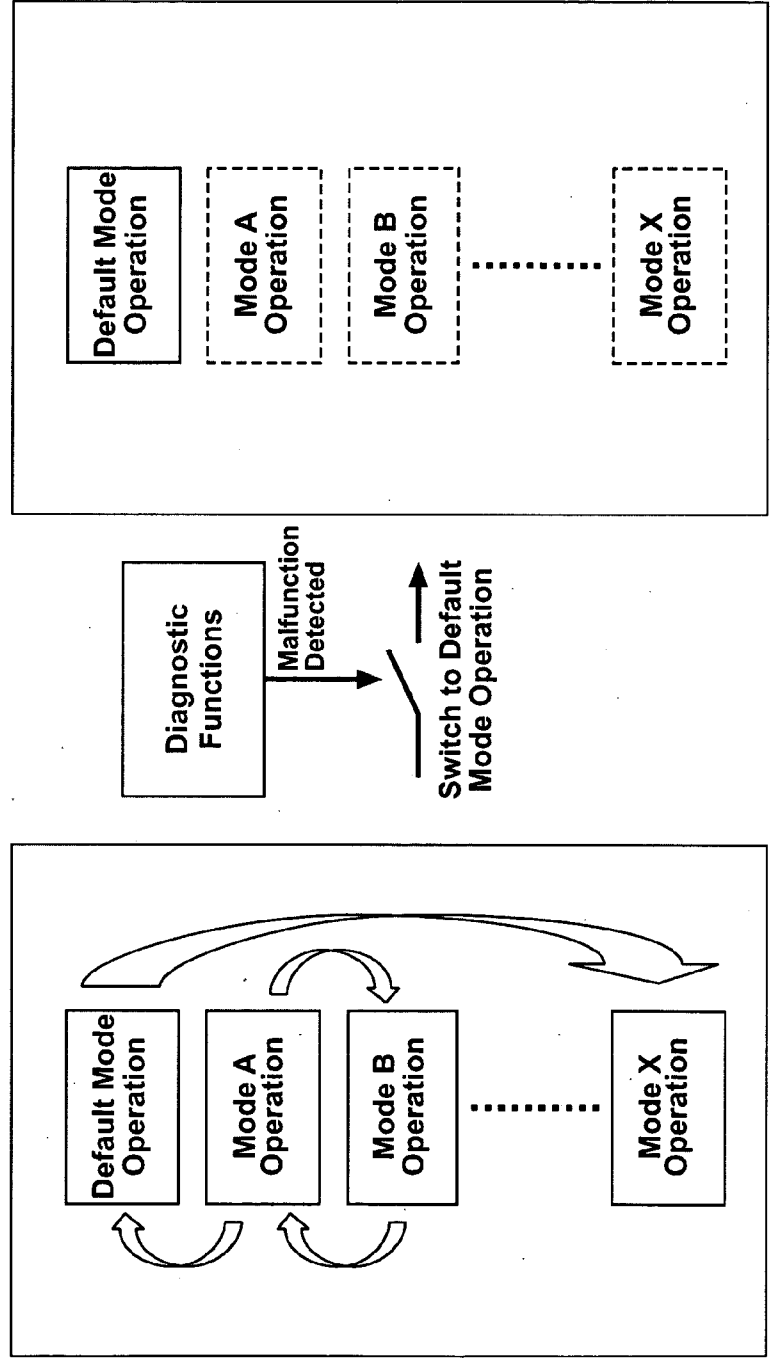 Default Mode
Operation
Mode A
Operation
Mode B
Operation
Mode X
Operation
Diagnostic
Functions
Malfunction
Detected
Switch to Default
Mode Operation
Default Mode
Operation
Mode A
Operation
Mode B
Operation
Mode X
Operation